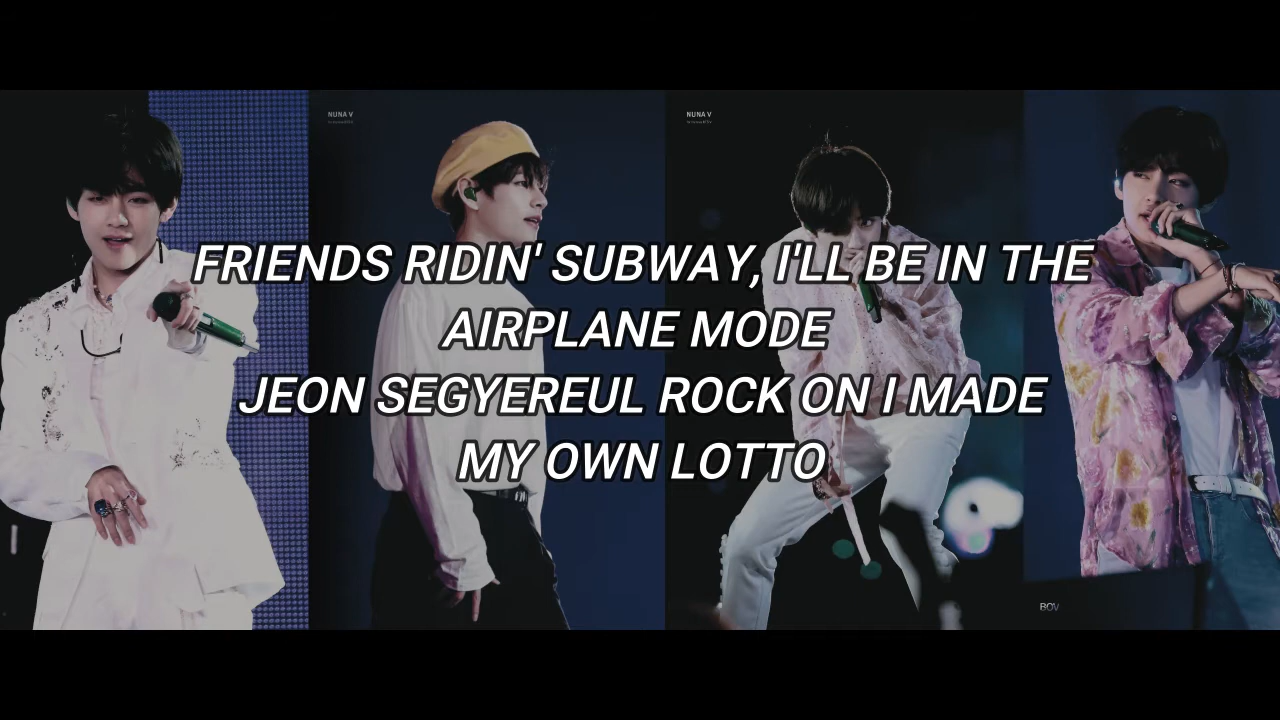 NUNA V
NUNA V
FRIENDS RIDIN' SUBWAY, I'LL BE IN THE
AIRPLANE MODE
JEON SEGYEREUL ROCK ON I MADE
MY OWN LOTTO
BOV